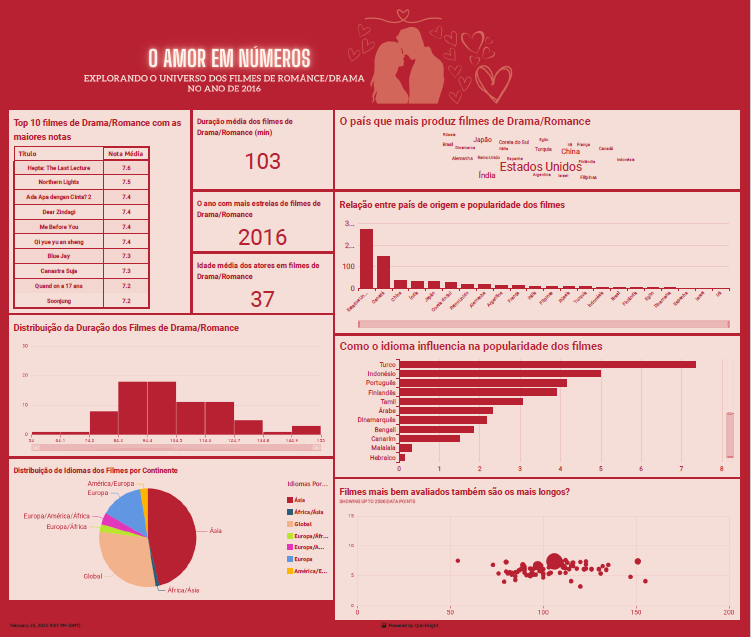 O AMOR EM NÚMEROS
EXPLORANDO O UNIVERSO DOS FILMES DE ROMÂNCE/DRAMA
NO ANO DE 2016
Top 10 filmes de Drama/Romance com as
maiores notas
Título Nota Média
Hepta: The Last Lecture 7.6
Northern Lights 7.5
Ada Apa dengan Cinta? 2 7.4
Dear Zindagi 7.4
Me Before You 7.4
Qi yue yu an sheng 7.4
Blue Jay 7.3
Canastra Suja 7.3
Quand on a 17 ans 7.2
Soonjung 7.2
Duração média dos filmes de
Drama/Romance (min)
103
O ano com mais estreias de filmes de
Drama/Romance
2016
Idade média dos atores em filmes de
Drama/Romance
37
O país que mais produz filmes de Drama/Romance
Rússia
Brasil
Dinamarca
Japão
Coreia do Sul
Itália
Egito
Turquia
Irã
França
China
Canadá
Alemanha
Reino Unido
Espanha
Estados Unidos
Finlândia
Indonésia
Índia
Argentina
Israel
Filipinas
Relação entre país de origem e popularidade dos filmes
3...
2...
100
0
Canadá
China
Índia
Japão
Coreia do Sul
Reino Unido
Alemanha
Argentina
França
Itália
Filipinas
Rússia
Turquia
Indonésia
Brasil
Finlândia
Egito
Dinamarca
Espanha
Israel
Irã
Distribuição da Duração dos Filmes de Drama/Romance
30
20
10
0
54 64.1 74.2 84.3 94.4 104.5 114.6 124.7 134.8 144.9 155
Como o idioma influencia na popularidade dos filmes
Turco
Indonésio
Português
Finlandês
Tamil
Árabe
Dinamarquês
Bengali
Canarim
Malaiala
Hebraico
0 1 2 3 4 5 6 7 8
Distribuição de Idiomas dos Filmes por Continente
América/Europa
Europa
Europa/América/África
Europa/África
Global
África/Ásia
Ásia
Idiomas Por...
Ásia
África/Ásia
Global
Europa/Áfr...
Europa/A...
Europa
América/E...
Filmes mais bem avaliados também são os mais longos?
SHOWING UP TO 2500 DATA POINTS
15
10
5
0
0 50 100 150 200
Powered by QuickSight